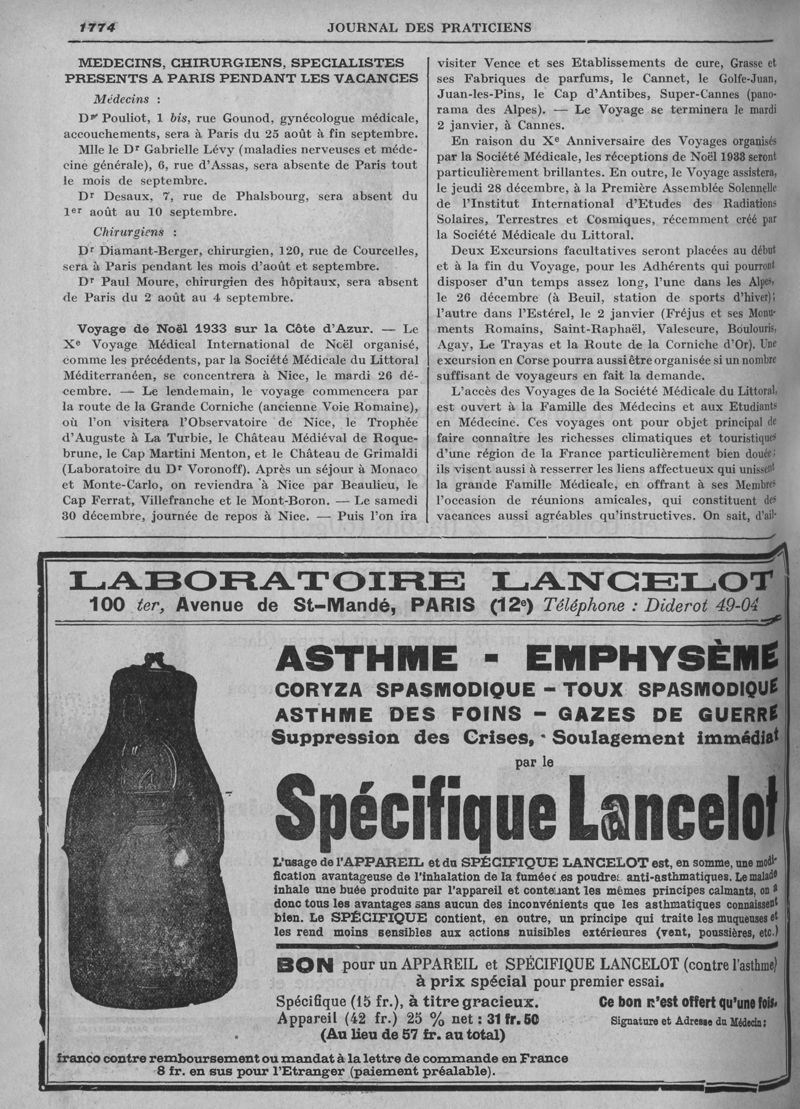 1774
JOURNAL DES PRATICIENS
MEDECINS, CHIRURGIENS, SPECIALISTES
PRESENTS A PARIS PENDANT LES VACANCES
Médecins :
Dr Pouliot, 1 bis, rue Gounod, gynécologue médicale,
accouchements, sera à Paris du 25 août à fin septembre.
Mlle le Dr Gabrielle Lévy (maladies nerveuses et méde-
cine générale), 6, rue d'Assas, sera absente de Paris tout
le mois de septembre.
Dr Desaux, 7, rue de Phalsbourg, sera absent du
1er août au 10 septembre.
Chirurgiens :
Dr Diamant-Berger, chirurgien, 120, rue de Courcelles,
sera à Paris pendant les mois d'août et septembre.
Dr Paul Moure, chirurgien des hôpitaux, sera absent
de Paris du 2 août au 4 septembre.
Voyage de Noël 1933 sur la Côte d'Azur. — Le
Xe Voyage Médical International de Noël organisé,
comme les précédents, par la Société Médicale du Littoral
Méditerranéen, se concentrera à Nice, le mardi 26 dé-
cembre. — Le lendemain, le voyage commencera par
la route de la Grande Corniche (ancienne Voie Romaine),
où l'on visitera l'Observatoire de Nice, le Trophée
d'Auguste à La Turbie, le Château Médiéval de Roque-
brune, le Cap Martini Menton, et le Château de Grimaldi
(Laboratoire du Dr Voronoff). Après un séjour à Monaco
et Monte-Carlo, on reviendra à Nice par Beaulieu, le
Cap Ferrat, Villefranche et le Mont-Boron. — Le samedi
30 décembre, journée de repos à Nice. — Puis l'on ira
visiter Vence et ses Etablissements de cure, Grasse et
ses Fabriques de parfums, le Cannet, le Golfe-Juan,
Juan-les-Pins, le Cap d'Antibes, Super-Cannes (pano-
rama des Alpes). — Le Voyage se terminera le mardi
2 janvier, à Cannes.
En raison du Xe Anniversaire des Voyages organisés
par la Société Médicale, les réceptions de Noël 1933 seront
particulièrement brillantes. En outre, le Voyage assistera,
le jeudi 28 décembre, à la Première Assemblée Solennelle
de l'Institut International d'Etudes des Radiations
Solaires, Terrestres et Cosmiques, récemment créé par
la Société Médicale du Littoral.
Deux Excursions facultatives seront placées au début
et à la fin du Voyage, pour les Adhérents qui pourront
disposer d'un temps assez long, l'une dans les Alpes,
le 26 décembre (à Beuil, station de sports d'hiver);
l'autre dans l'Estérel, le 2 janvier (Fréjus et ses Monu-
ments Romains, Saint-Raphaël, Valescure, Boulouris,
Agay, Le Trayas et la Route de la Corniche d'Or). Une
excursion en Corse pourra aussi être organisée si un nombre
suffisant de voyageurs en fait la demande.
L'accès des Voyages de la Société Médicale du Littoral,
est ouvert à la Famille des Médecins et aux Etudiants
en Médecine. Ces voyages ont pour objet principal de
faire connaître les richesses climatiques et touristiques
d'une région de la France particulièrement bien douée;
ils visent aussi à resserrer les liens affectueux qui unissent
la grande Famille Médicale, en offrant à ses Membres
l'occasion de réunions amicales, qui constituent des
vacances aussi agréables qu'instructives. On sait, d'ail-
LABORATOIRE LANCELOT
100 ter, Avenue de St-Mandé, PARIS (12e) Téléphone : Diderot 49-04
ASTHME - EMPHYSÈME
CORYZA SPASMODIQUE - TOUX SPASMODIQUE
ASTHME DES FOINS - GAZES DE GUERRE
Suppression des Crises, - Soulagement immédiat
par le
Spécifique Lancelot
L'usage de l'APPAREIL et du SPÉCIFIQUE LANCELOT est, en somme, une modi-
fication avantageuse de l'inhalation de la fumée des poudres anti-asthmatiques. Le malade
inhale une buée produite par l'appareil et contenant les mêmes principes calmants, on a
donc tous les avantages sans aucun des inconvénients que les asthmatiques connaissent
bien. Le SPÉCIFIQUE contient, en outre, un principe qui traite les muqueuses et
les rend moins sensibles aux actions nuisibles extérieures (vent, poussières, etc.)
BON pour un APPAREIL et SPÉCIFIQUE LANCELOT (contre l'asthme)
à prix spécial pour premier essai.
Spécifique (15 fr.), à titre gracieux. Ce bon n'est offert qu'une fois.
Appareil (42 fr.) 25 % net : 31 fr. 50 Signature et Adresse du Médecin :
(Au lieu de 57 fr. au total)
franco contre remboursement ou mandat à la lettre de commande en France
8 fr. en sus pour l'Etranger (paiement préalable).